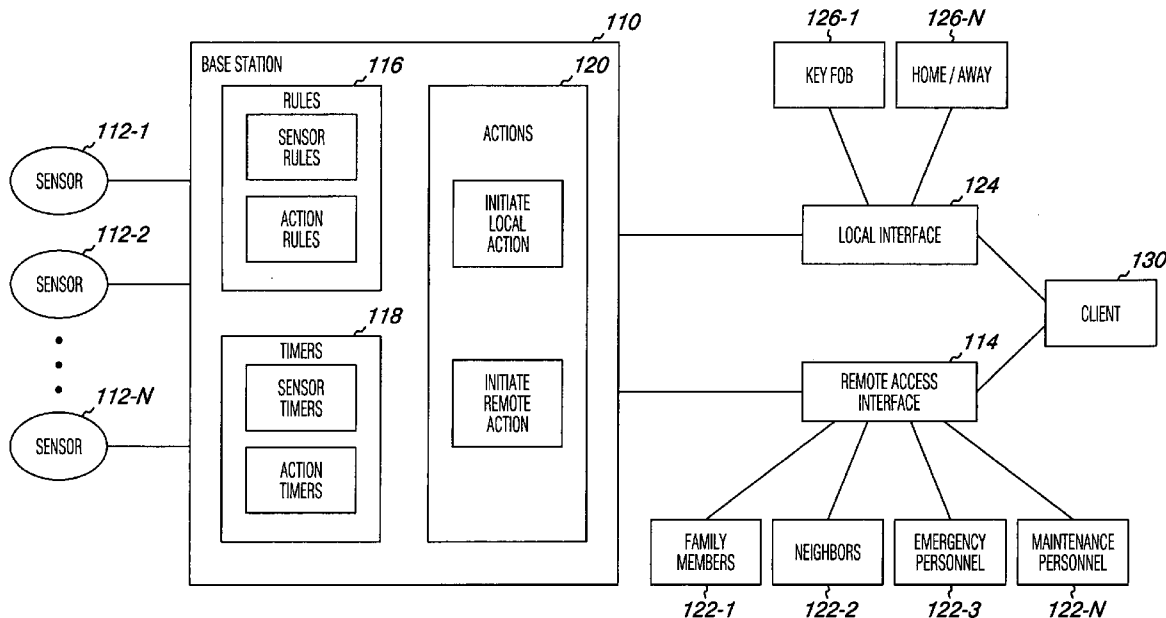 110
BASE STATION
116
RULES
SENSOR
RULES
ACTION
RULES
118
TIMERS
SENSOR
TIMERS
ACTION
TIMERS
120
ACTIONS
INITIATE
LOCAL
ACTION
INITIATE
REMOTE
ACTION
112-1
SENSOR
112-2
SENSOR
112-N
SENSOR
126-1
KEY FOB
126-N
HOME / AWAY
124
LOCAL INTERFACE
130
CLIENT
114
REMOTE ACCESS
INTERFACE
FAMILY
MEMBERS
122-1
NEIGHBORS
122-2
EMERGENCY
PERSONNEL
122-3
MAINTENANCE
PERSONNEL
122-N